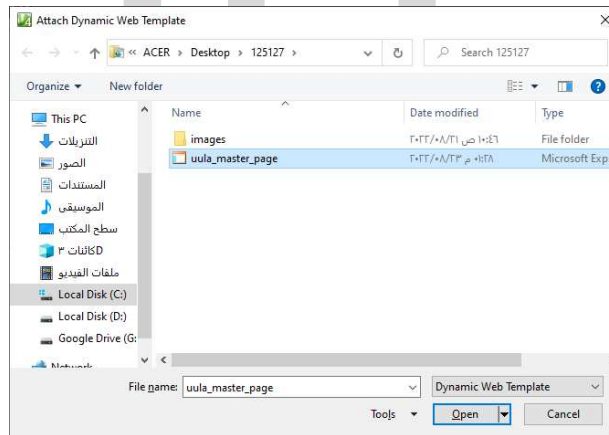 Attach Dynamic Web Template
« ACER › Desktop › 125127 ›
Search 125127
Organize
New folder
Name
Date modified
Type
This PC
التنزيلات
الصور
المستندات
الموسيقى
سطح المكتب
كائنات ٣D
ملفات الفيديو
Local Disk (C:)
Local Disk (D:)
Google Drive (G:
Network
images
٢٠٢٢/٠٨/٢١ ١٠:٤٦ ص
File folder
uula_master_page
٢٠٢٢/٠٨/٢٣ ٠١:٢٨ م
Microsoft Exp
File name:
uula_master_page
Dynamic Web Template
Tools
Open
Cancel